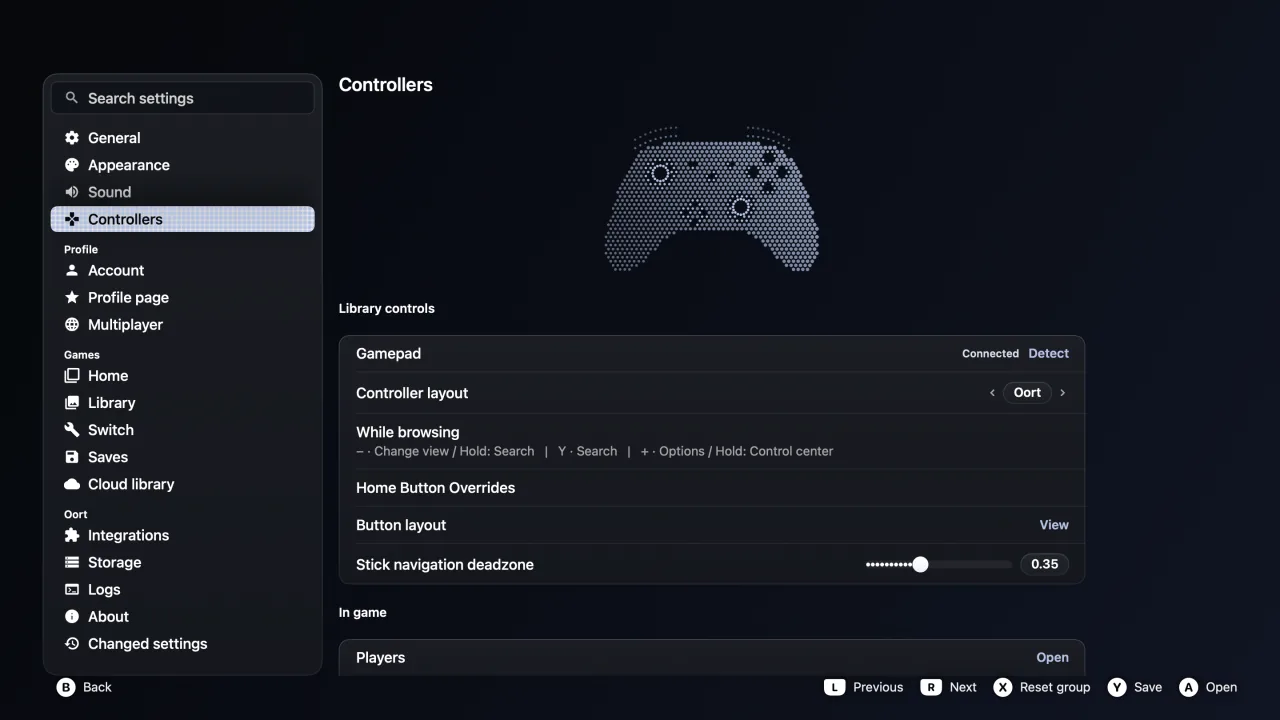 Search settings
General
Appearance
Sound
Controllers
Profile
Account
Profile page
Multiplayer
Games
Home
Library
Switch
Saves
Cloud library
Oort
Integrations
Storage
Logs
About
Changed settings
Controllers
Library controls
Gamepad Connected Detect
Controller layout ‹ Oort ›
While browsing
− · Change view / Hold: Search | Y · Search | + · Options / Hold: Control center
Home Button Overrides
Button layout View
Stick navigation deadzone 0.35
In game
Players Open
B Back L Previous R Next X Reset group Y Save A Open